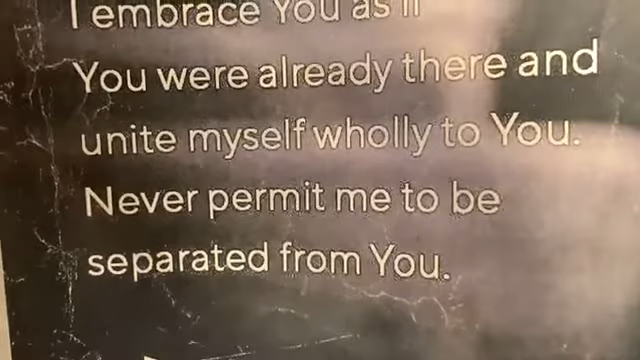 I embrace You as if
You were already there and
unite myself wholly to You.
Never permit me to be
separated from You.